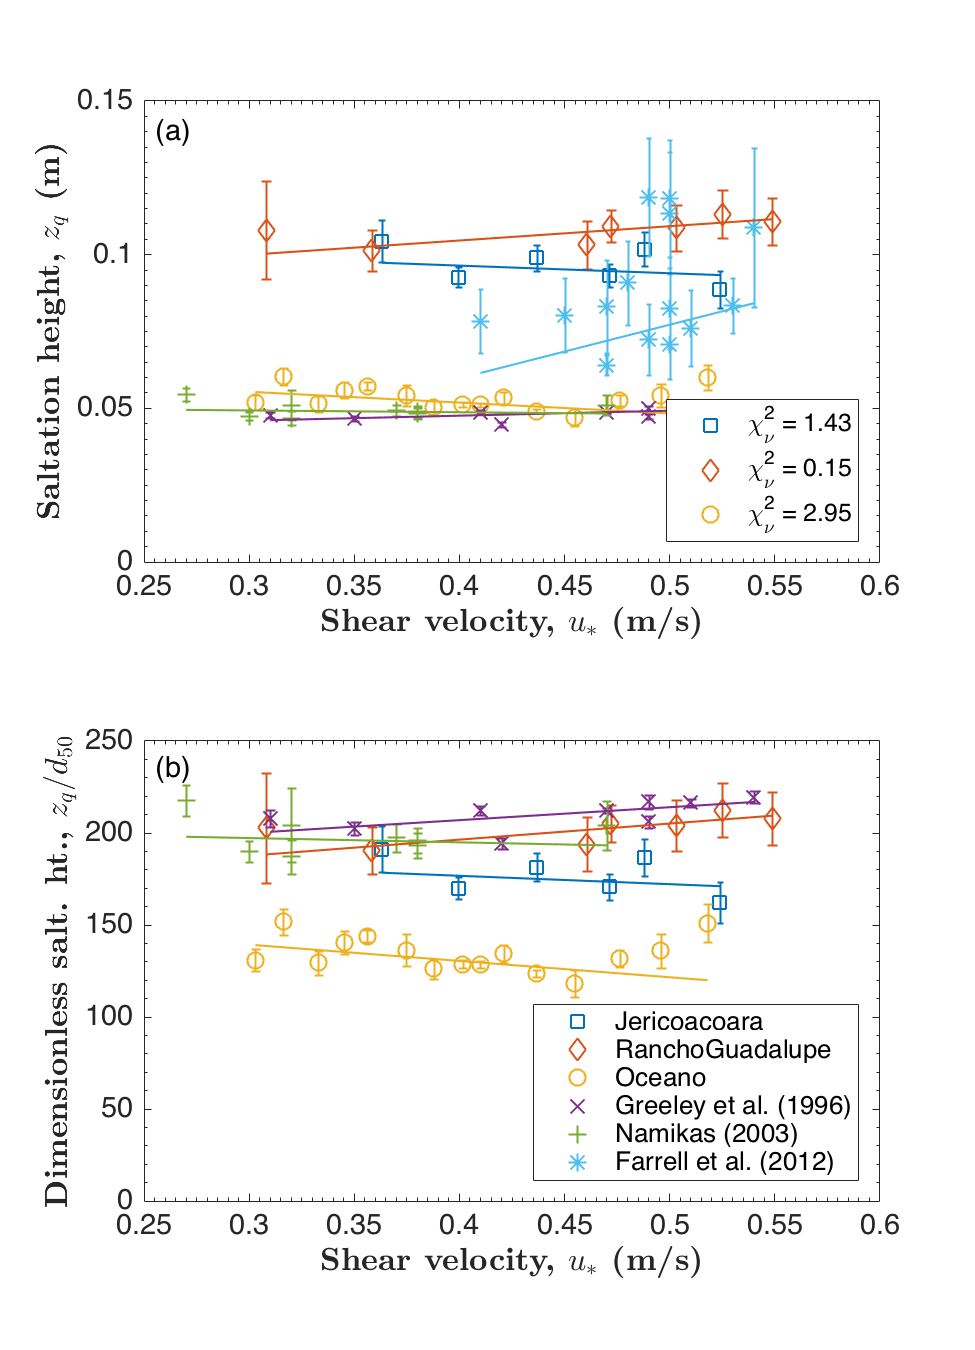 (a)
Saltation height, z_q (m)
0.15
0.1
0.05
0
χ²_ν = 1.43
χ²_ν = 0.15
χ²_ν = 2.95
0.25 0.3 0.35 0.4 0.45 0.5 0.55 0.6
Shear velocity, u_* (m/s)
(b)
Dimensionless salt. ht., z_q/d_50
250
200
150
100
50
0
Jericoacoara
RanchoGuadalupe
Oceano
Greeley et al. (1996)
Namikas (2003)
Farrell et al. (2012)
0.25 0.3 0.35 0.4 0.45 0.5 0.55 0.6
Shear velocity, u_* (m/s)